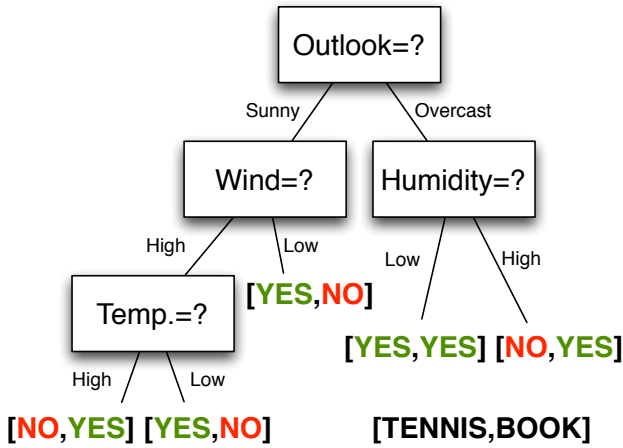 Outlook=?
Sunny
Overcast
Wind=?
Humidity=?
High
Low
Low
High
Temp.=?
[YES,NO]
[YES,YES] [NO,YES]
High
Low
[NO,YES] [YES,NO]
[TENNIS,BOOK]